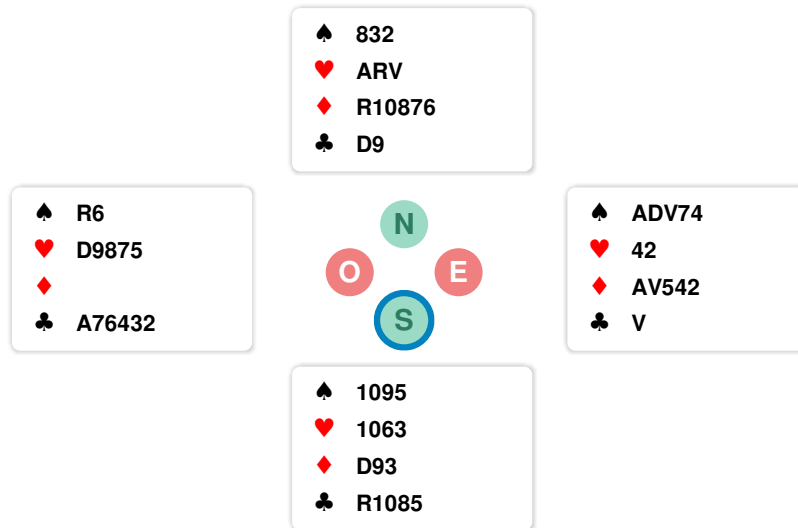 ♠ 832
♥ ARV
♦ R10876
♣ D9
♠ R6
♥ D9875
♦
♣ A76432
N
O E
S
♠ ADV74
♥ 42
♦ AV542
♣ V
♠ 1095
♥ 1063
♦ D93
♣ R1085